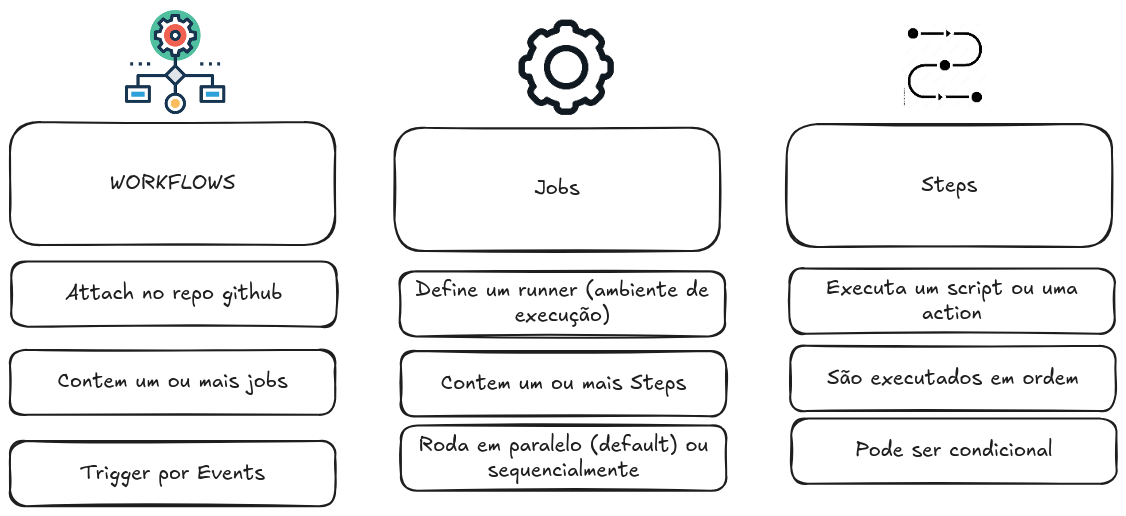 WORKFLOWS
Attach no repo github
Contem um ou mais jobs
Trigger por Events
Jobs
Define um runner (ambiente de
execução)
Contem um ou mais Steps
Roda em paralelo (default) ou
sequencialmente
Steps
Executa um script ou uma
action
São executados em ordem
Pode ser condicional